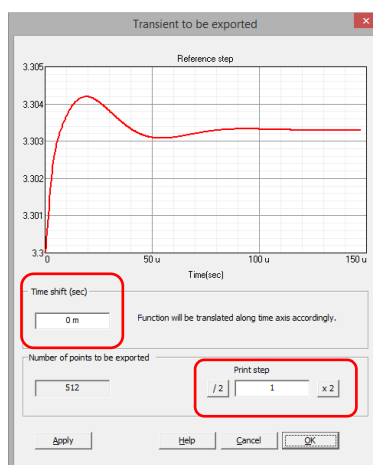 Transient to be exported
x
Reference step
3.305
3.304
3.303
3.302
3.301
3.3
0 50 u 100 u 150 u
Time(sec)
Time shift (sec)
0 m Function will be translated along time axis accordingly.
Number of points to be exported
Print step
512 / 2 1 x 2
Apply Help Cancel OK